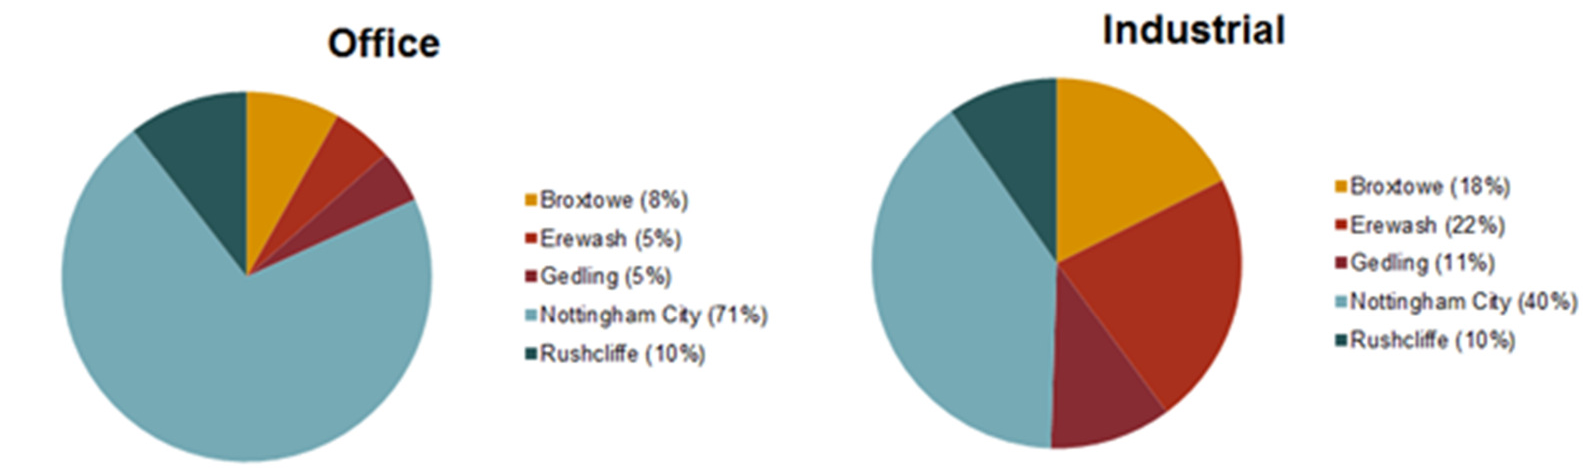 Office
Broxtowe (8%)
Erewash (5%)
Gedling (5%)
Nottingham City (71%)
Rushcliffe (10%)
Industrial
Broxtowe (18%)
Erewash (22%)
Gedling (11%)
Nottingham City (40%)
Rushcliffe (10%)